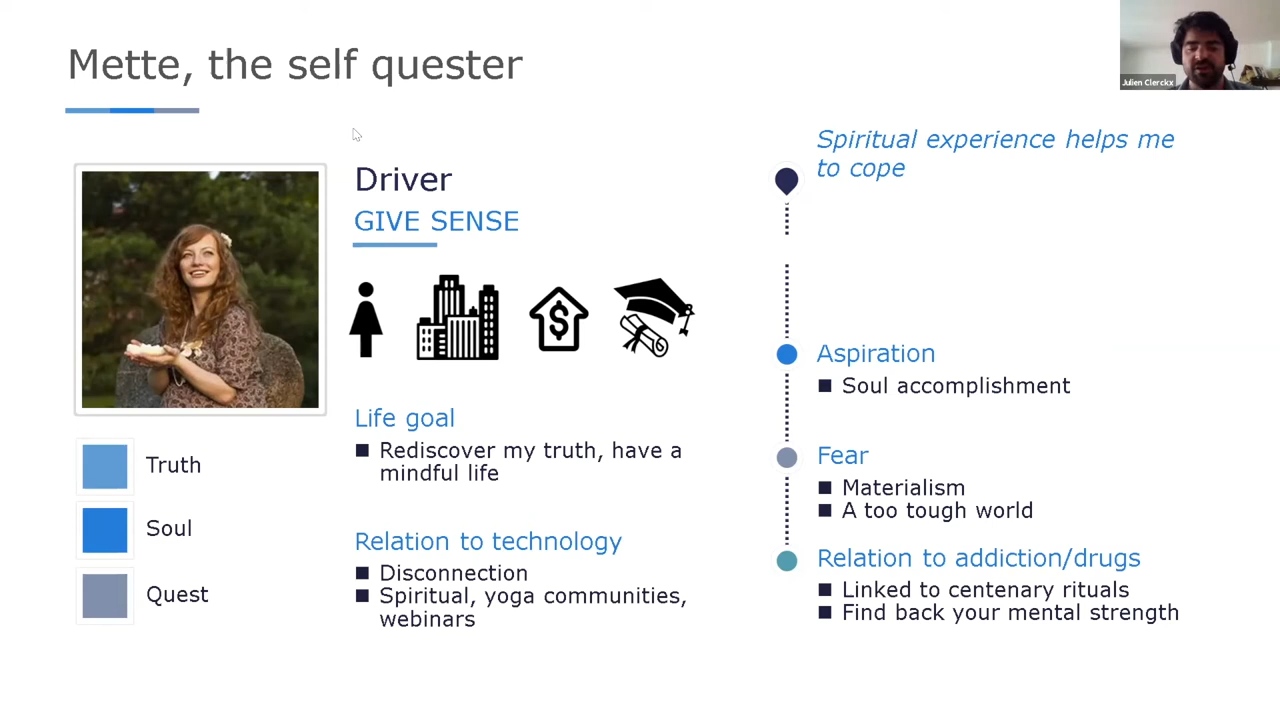 Mette, the self quester
Julien Clerckx
Driver
GIVE SENSE
$
Life goal
■ Rediscover my truth, have a
mindful life
Relation to technology
■ Disconnection
■ Spiritual, yoga communities,
webinars
Truth
Soul
Quest
Spiritual experience helps me
to cope
Aspiration
■ Soul accomplishment
Fear
■ Materialism
■ A too tough world
Relation to addiction/drugs
■ Linked to centenary rituals
■ Find back your mental strength